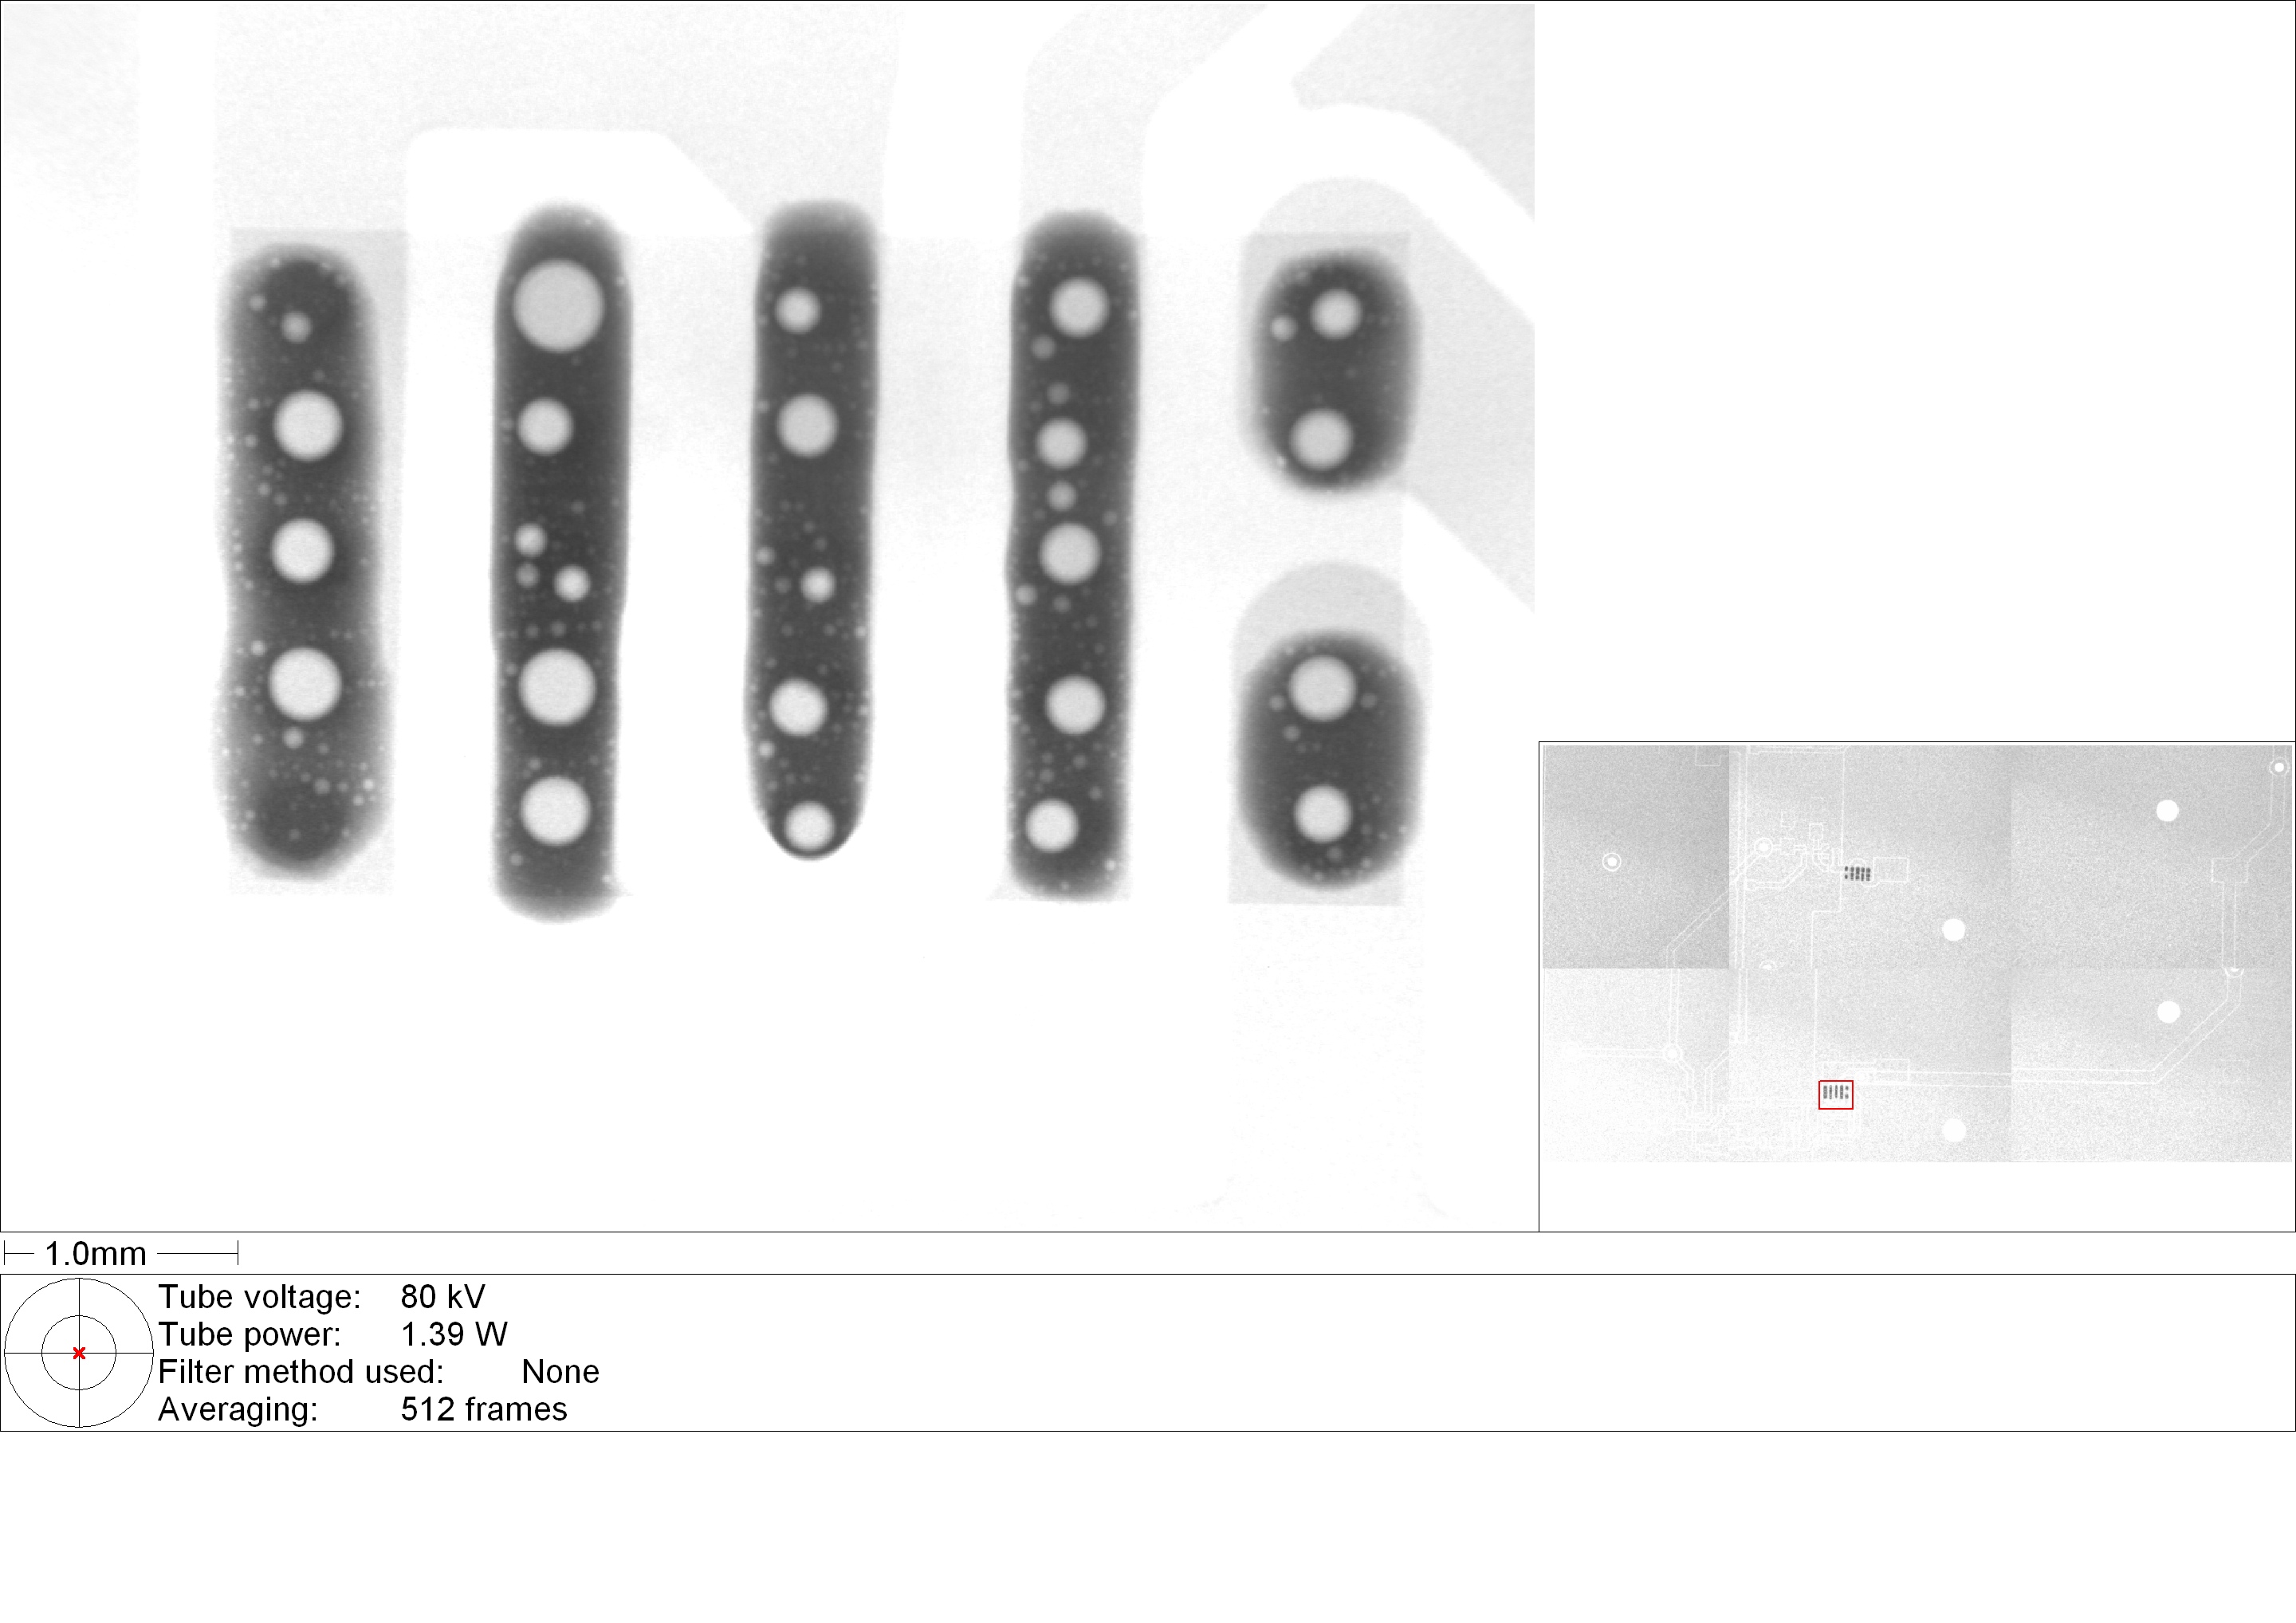 1.0mm
Tube voltage: 80 kV
Tube power: 1.39 W
Filter method used: None
Averaging: 512 frames